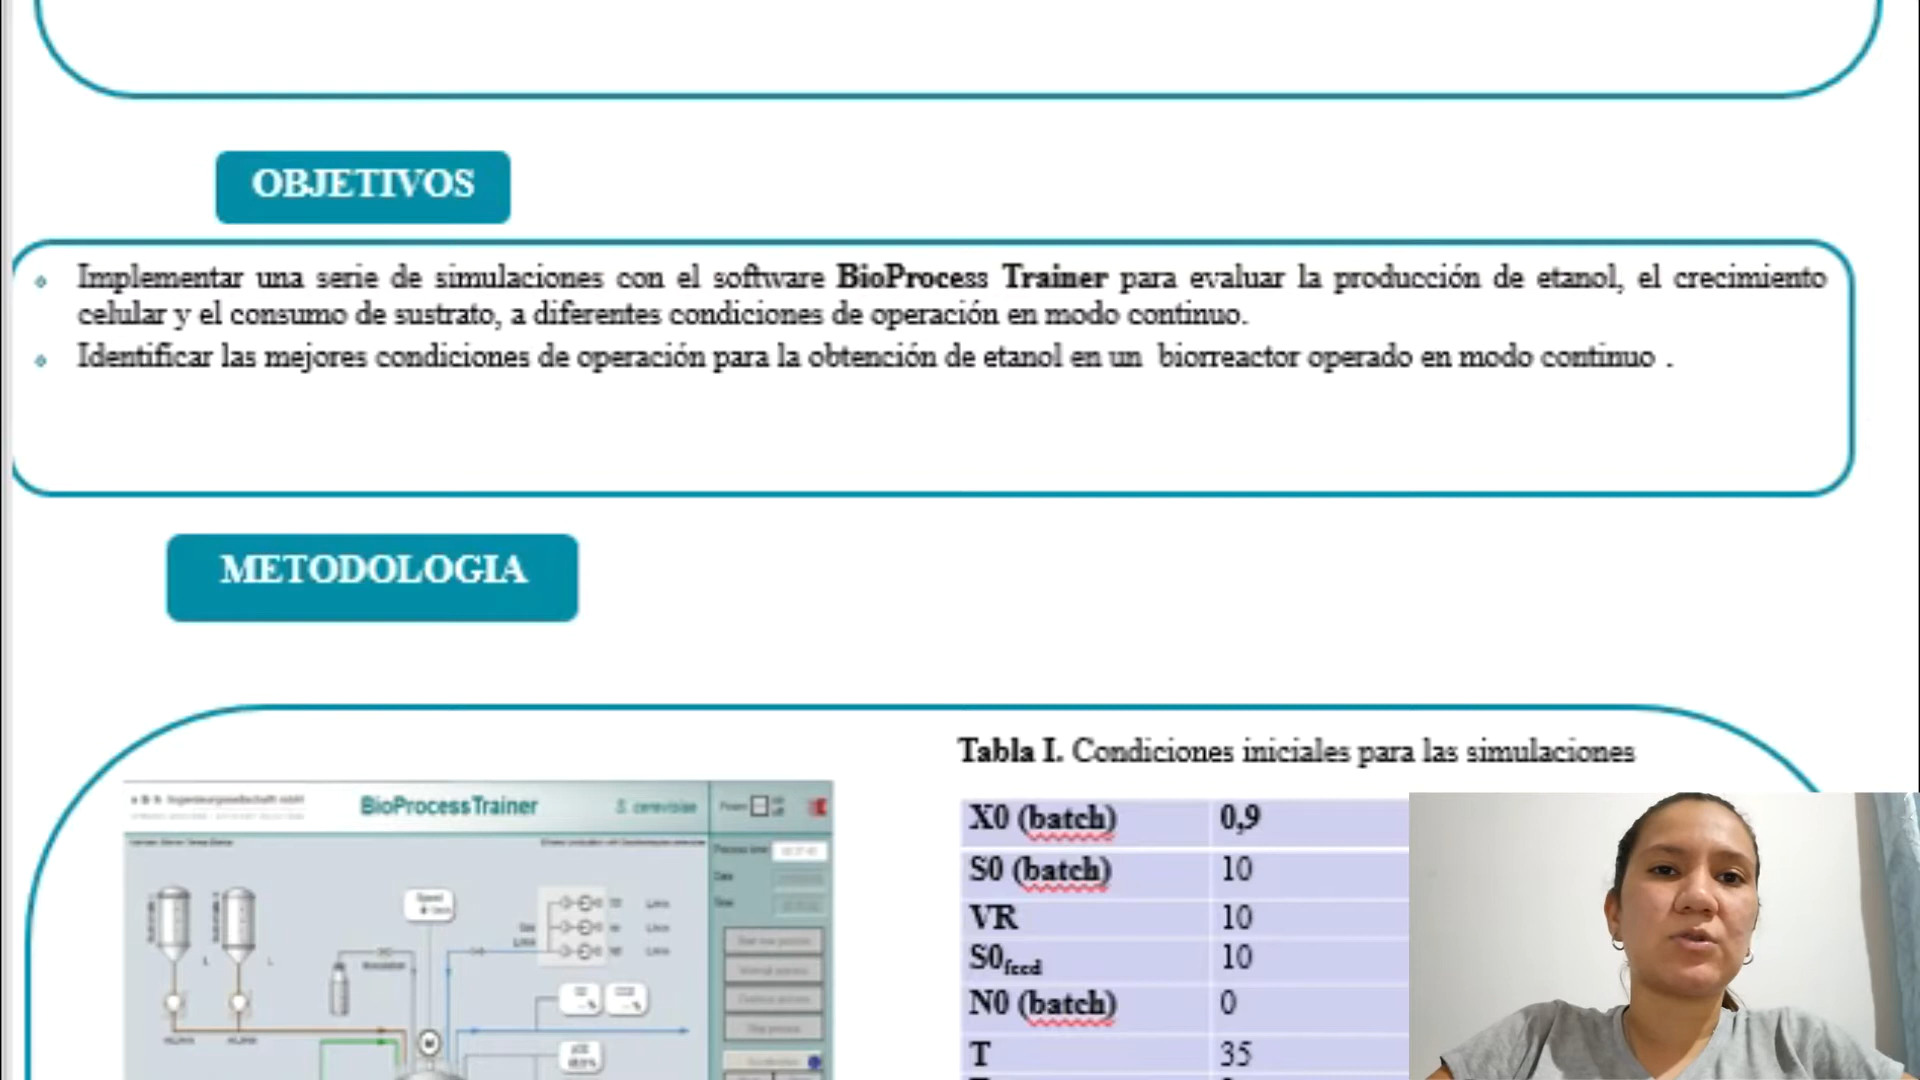 OBJETIVOS
Implementar una serie de simulaciones con el software BioProcess Trainer para evaluar la producción de etanol, el crecimiento
celular y el consumo de sustrato, a diferentes condiciones de operación en modo continuo.
Identificar las mejores condiciones de operación para la obtención de etanol en un biorreactor operado en modo continuo .
METODOLOGIA
Tabla I. Condiciones iniciales para las simulaciones
BioProcessTrainer
S. cerevisiae
X0 (batch) 0,9
S0 (batch) 10
VR 10
S0feed 10
N0 (batch) 0
T 35